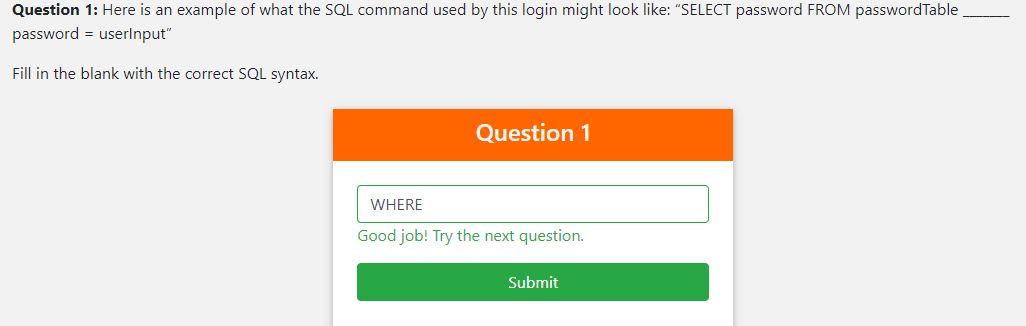 Question 1: Here is an example of what the SQL command used by this login might look like: “SELECT password FROM passwordTable ______
password = userInput”
Fill in the blank with the correct SQL syntax.
Question 1
WHERE
Good job! Try the next question.
Submit